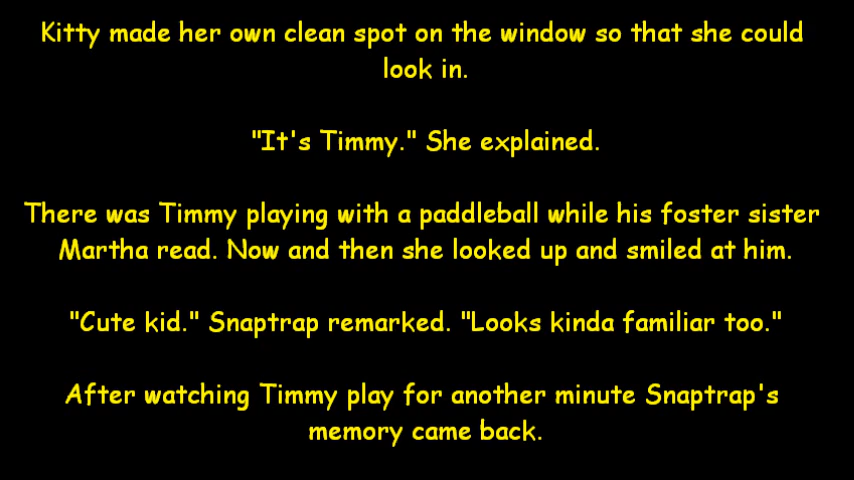 Kitty made her own clean spot on the window so that she could
look in.
"It's Timmy." She explained.
There was Timmy playing with a paddleball while his foster sister
Martha read. Now and then she looked up and smiled at him.
"Cute kid." Snaptrap remarked. "Looks kinda familiar too."
After watching Timmy play for another minute Snaptrap's
memory came back.